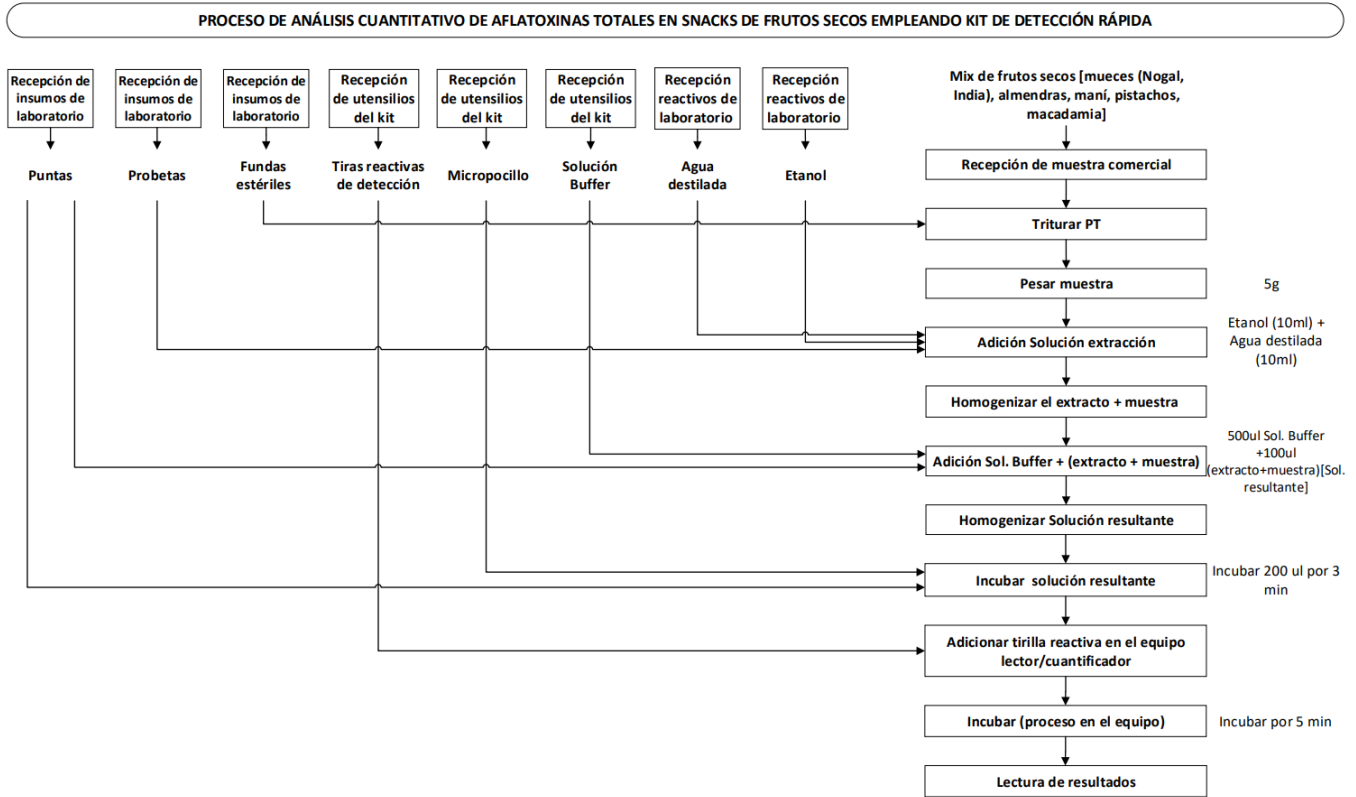 PROCESO DE ANÁLISIS CUANTITATIVO DE AFLATOXINAS TOTALES EN SNACKS DE FRUTOS SECOS EMPLEANDO KIT DE DETECCIÓN RÁPIDA
Recepción de
insumos de
laboratorio
Recepción de
insumos de
laboratorio
Recepción de
insumos de
laboratorio
Recepción
de utensilios
del kit
Recepción
de utensilios
del kit
Recepción
de utensilios
del kit
Recepción
reactivos de
laboratorio
Recepción
reactivos de
laboratorio
Mix de frutos secos [mueces (Nogal,
India), almendras, maní, pistachos,
macadamia]
Puntas
Probetas
Fundas
estériles
Tiras reactivas
de detección
Micropocillo
Solución
Buffer
Agua
destilada
Etanol
Recepción de muestra comercial
Triturar PT
Pesar muestra
5g
Adición Solución extracción
Etanol (10ml) +
Agua destilada
(10ml)
Homogenizar el extracto + muestra
Adición Sol. Buffer + (extracto + muestra)
500ul Sol. Buffer
+100ul
(extracto+muestra)[Sol.
resultante]
Homogenizar Solución resultante
Incubar solución resultante
Incubar 200 ul por 3
min
Adicionar tirilla reactiva en el equipo
lector/cuantificador
Incubar (proceso en el equipo)
Incubar por 5 min
Lectura de resultados